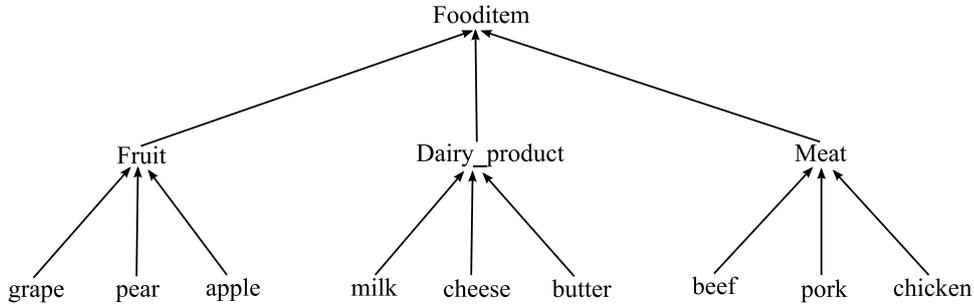 Fooditem
Fruit Dairy_product Meat
grape pear apple milk cheese butter beef pork chicken